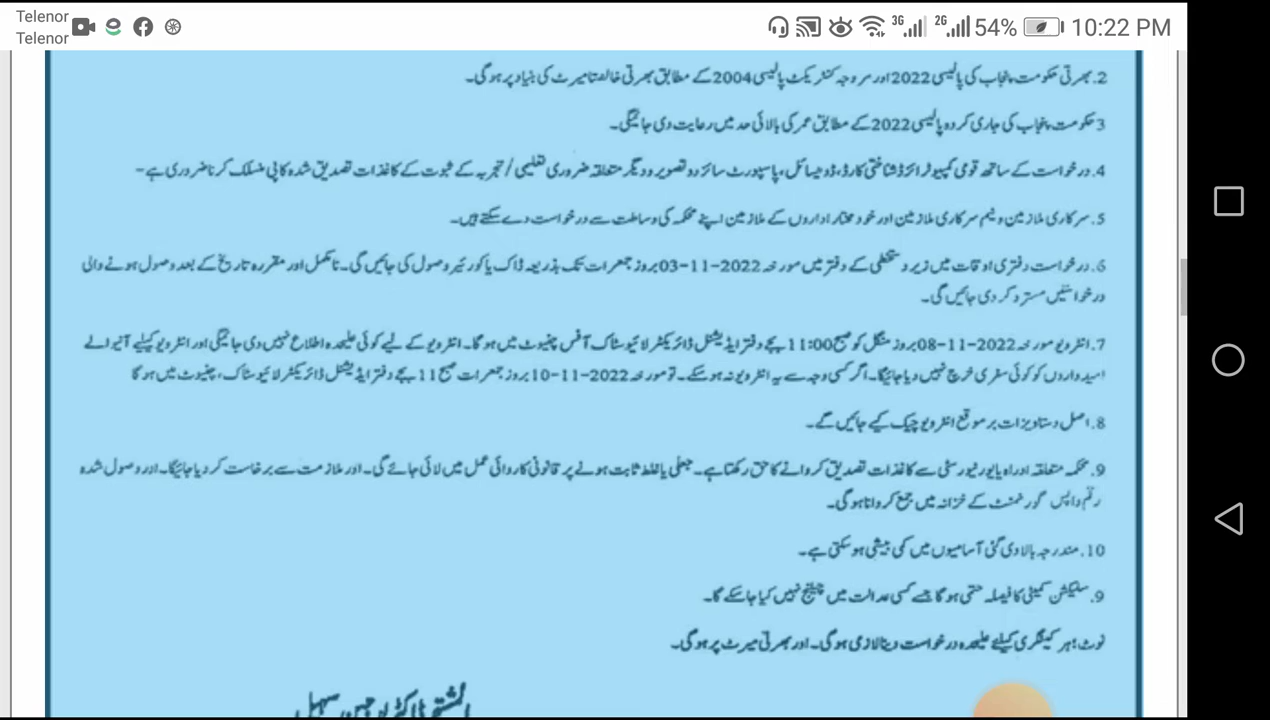 Telenor
Telenor
3G 2G 54% 10:22 PM
2. بھرتی حکومت پنجاب کی پالیسی 2022 اور مروجہ کنٹریکٹ پالیسی 2004 کے مطابق بھرتی خالصتا میرٹ کی بنیاد پر ہوگی۔
3 حکومت پنجاب کی جاری کردہ پالیسی 2022 کے مطابق عمر کی بالائی حد میں رعایت دی جائیگی۔
4. درخواست کے ساتھ قومی کمپیوٹرائزڈ شناختی کارڈ، ڈومیسائل، پاسپورٹ سائز دو تصویر و دیگر متعلقہ ضروری تعلیمی / تجربہ کے ثبوت کے کاغذات تصدیق شدہ کاپی منسلک کرنا ضروری ہے-
5. سرکاری ملازمین و نیم سرکاری ملازمین اور خود مختار اداروں کے ملازمین اپنے محکمہ کی وساطت سے درخواست دے سکتے ہیں۔
6. درخواست دفتری اوقات میں زیر دستخطی کے دفتر میں مورخہ 2022-11-03 بروز جمعرات تک بذریعہ ڈاک یا کورئیر وصول کی جائیں گی۔ نامکمل اور مقررہ تاریخ کے بعد وصول ہونے والی
درخواستیں مسترد کر دی جائیں گی۔
7. انٹرویو مورخہ 2022-11-08 بروز منگل کو صبح 11:00 بجے دفتر ایڈیشنل ڈائریکٹر لائیوسٹاک آفس چنیوٹ میں ہوگا۔ انٹرویو کے لیے کوئی علیحدہ اطلاع نہیں دی جائیگی اور انٹرویو کیلیے آنیوالے
امیدواروں کو کوئی سفری خرچ نہیں دیا جائیگا۔ اگر کسی وجہ سے یہ انٹرویو نہ ہو سکے۔ تو مورخہ 2022-11-10 بروز جمعرات صبح 11 بجے دفتر ایڈیشنل ڈائریکٹر لائیوسٹاک، چنیوٹ میں ہو گا
8. اصل دستاویزات بر موقع انٹرویو چیک کیے جائیں گے۔
9. محکمہ متعلقہ ادراہ یا یونیورسٹی سے کاغذات تصدیق کروانے کا حق رکھتا ہے۔ جعلی یا غلط ثابت ہونے پر قانونی کاروائی عمل میں لائی جائے گی۔ اور ملازمت سے برخاست کر دیا جائیگا۔ اور وصول شدہ
رقم واپس گورنمنٹ کے خزانہ میں جمع کروانا ہوگی۔
10. مندرجہ بالا دی گئی آسامیوں میں کمی بیشی ہو سکتی ہے۔
9. سلیکشن کمیٹی کا فیصلہ حتمی ہوگا جسے کسی عدالت میں چیلنج نہیں کیا جا سکے گا۔
نوٹ: ہر کیٹگری کیلئے علیحدہ درخواست دینا لازمی ہوگی۔ اور بھرتی میرٹ پر ہوگی۔